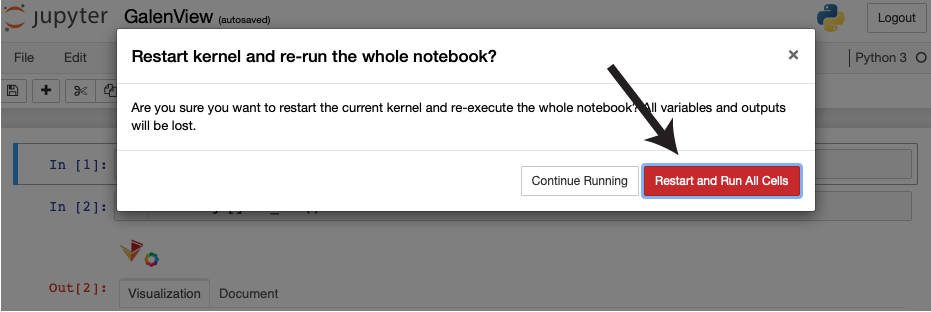 jupyter GalenView (autosaved)
Logout
Restart kernel and re-run the whole notebook?
×
File Edit
Python 3
Are you sure you want to restart the current kernel and re-execute the whole notebook? All variables and outputs
will be lost.
Continue Running Restart and Run All Cells
In [1]:
In [2]:
Out[2]: Visualization Document